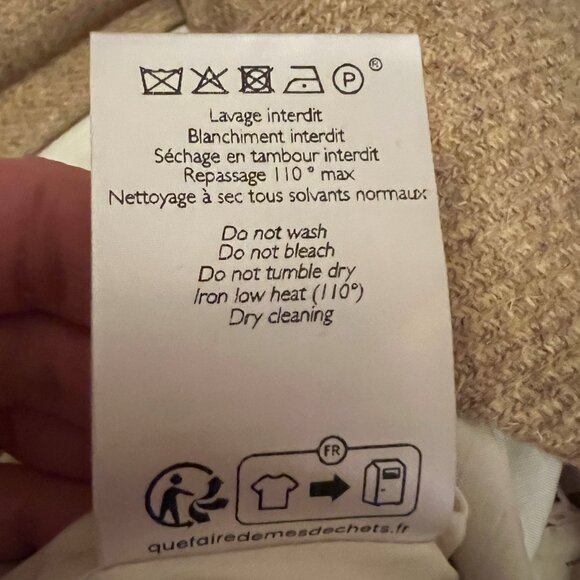 P ®
Lavage interdit
Blanchiment interdit
Séchage en tambour interdit
Repassage 110° max
Nettoyage à sec tous solvants normaux
Do not wash
Do not bleach
Do not tumble dry
Iron low heat (110°)
Dry cleaning
FR
quefairedemesdechets.fr